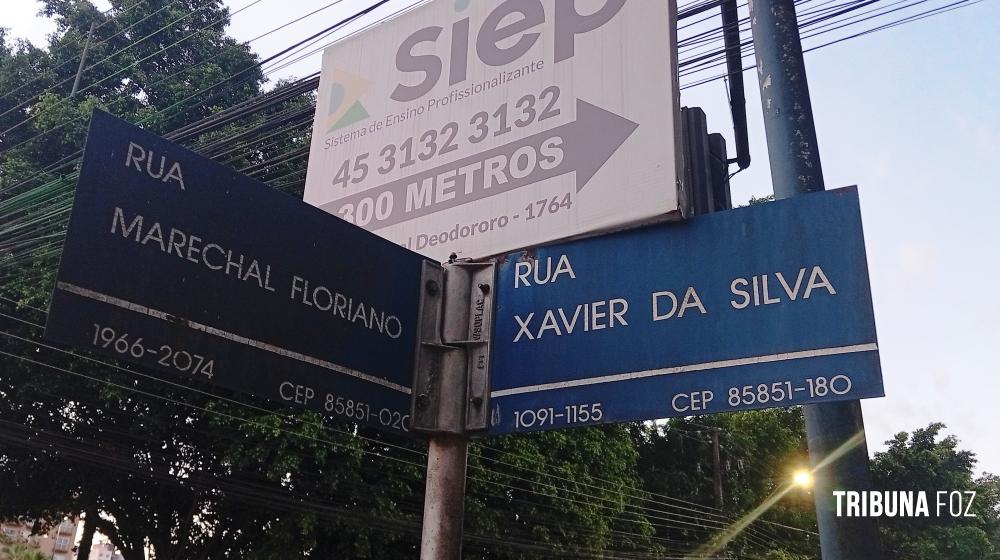 siep
Sistema de Ensino Profissionalizante
45 3132 3132
300 METROS
Deodororo - 1764
RUA
MARECHAL FLORIANO
1966-2074
CEP 85851-020
RUA
XAVIER DA SILVA
1091-1155
CEP 85851-180
TRIBUNA FOZ